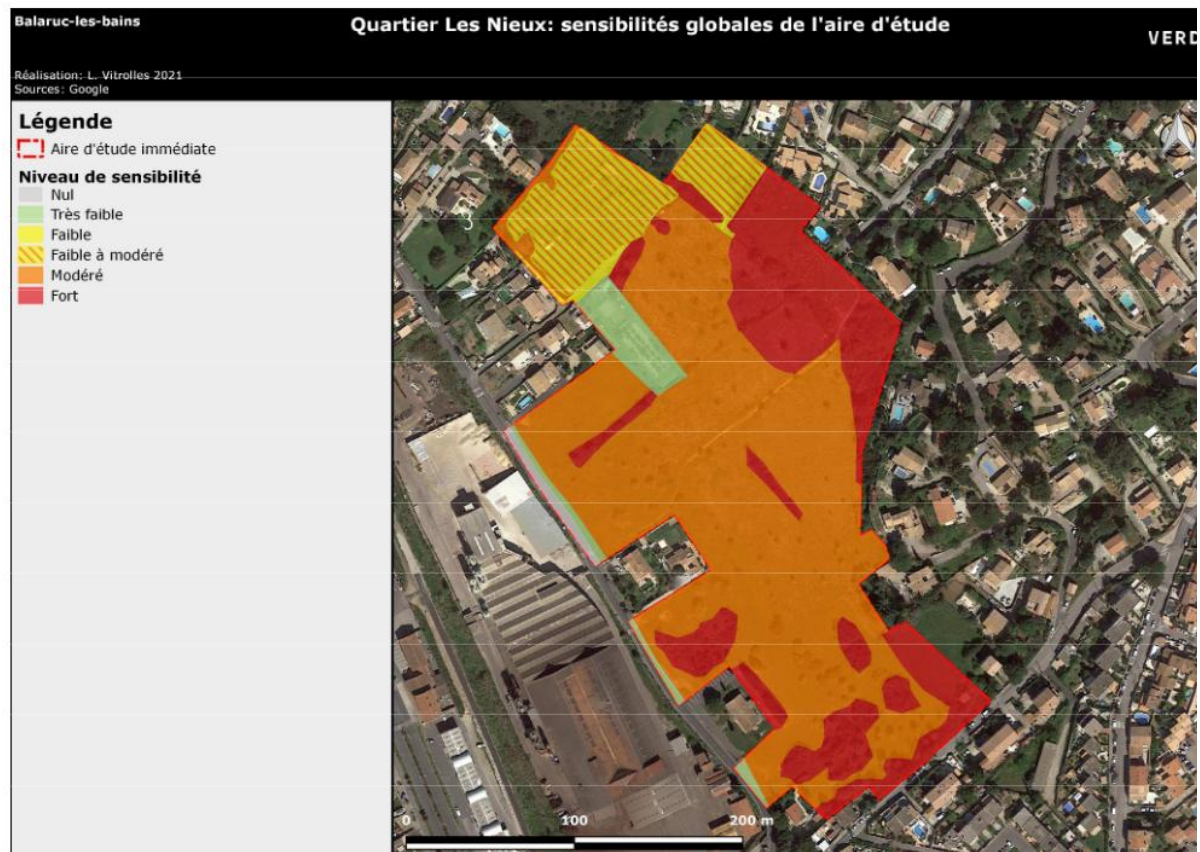 Balaruc-les-bains
Quartier Les Nieux: sensibilités globales de l'aire d'étude
VERD
Réalisation: L. Vitrolles 2021
Sources: Google
Légende
Aire d'étude immédiate
Niveau de sensibilité
Nul
Très faible
Faible
Faible à modéré
Modéré
Fort
0 100 200 m